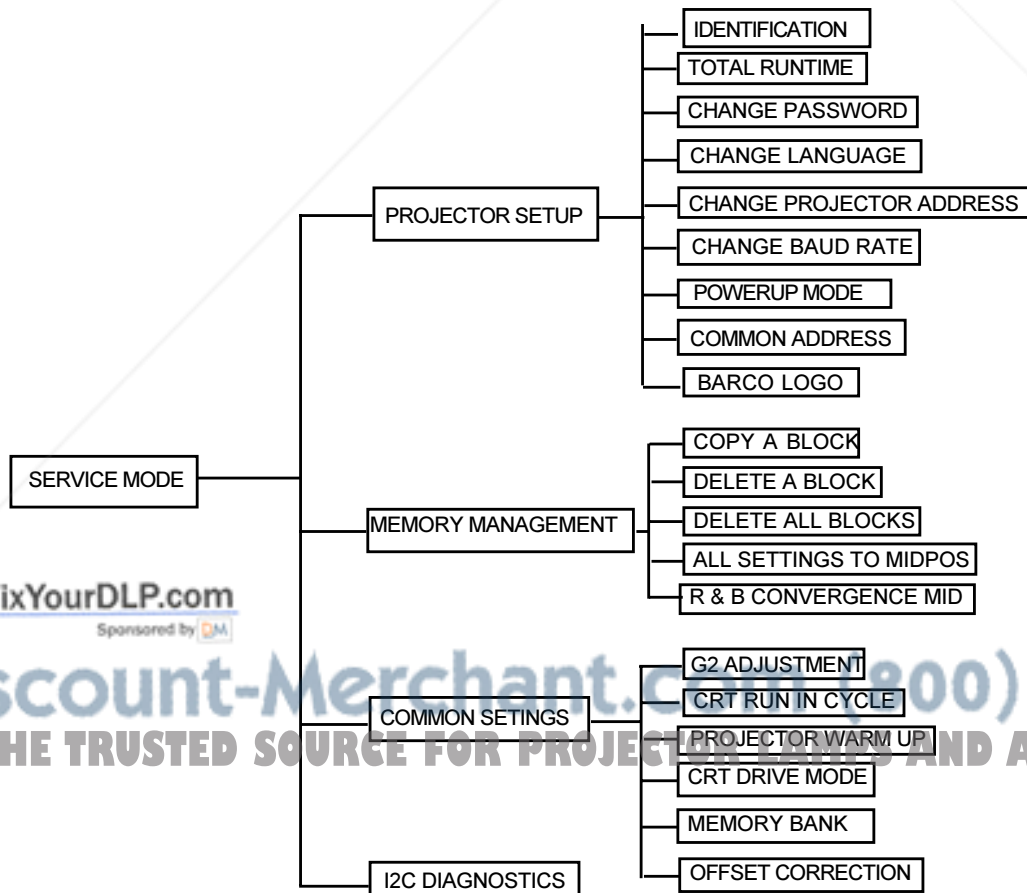 IDENTIFICATION
TOTAL RUNTIME
CHANGE PASSWORD
CHANGE LANGUAGE
CHANGE PROJECTOR ADDRESS
PROJECTOR SETUP
CHANGE BAUD RATE
POWERUP MODE
COMMON ADDRESS
BARCO LOGO
COPY A BLOCK
SERVICE MODE
DELETE A BLOCK
MEMORY MANAGEMENT
DELETE ALL BLOCKS
ALL SETTINGS TO MIDPOS
R & B CONVERGENCE MID
ixYourDLP.com
Sponsored by DM
G2 ADJUSTMENT
scount-Merchant.com (800)
CRT RUN IN CYCLE
COMMON SETINGS
PROJECTOR WARM UP
HE TRUSTED SOURCE FOR PROJECTOR LAMPS AND A
CRT DRIVE MODE
MEMORY BANK
OFFSET CORRECTION
I2C DIAGNOSTICS